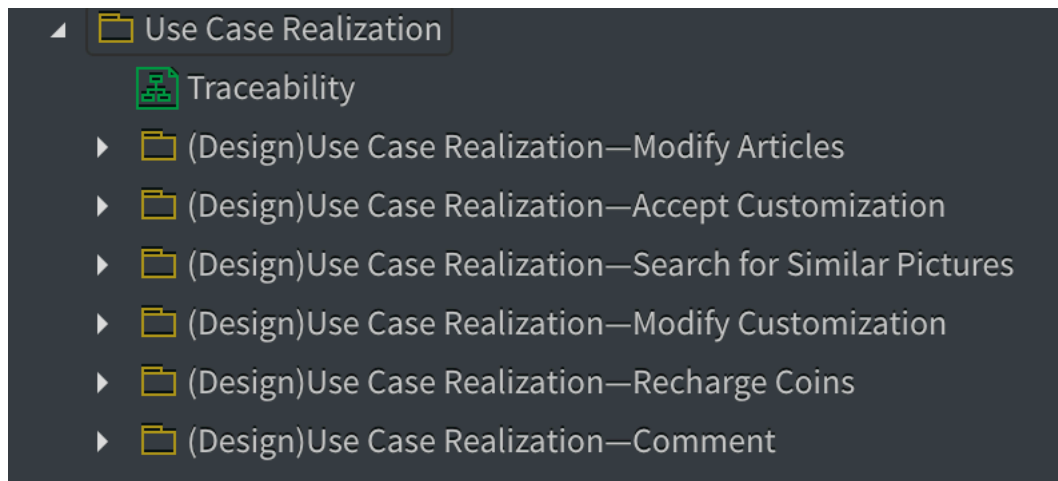 Use Case Realization
Traceability
(Design)Use Case Realization—Modify Articles
(Design)Use Case Realization—Accept Customization
(Design)Use Case Realization—Search for Similar Pictures
(Design)Use Case Realization—Modify Customization
(Design)Use Case Realization—Recharge Coins
(Design)Use Case Realization—Comment